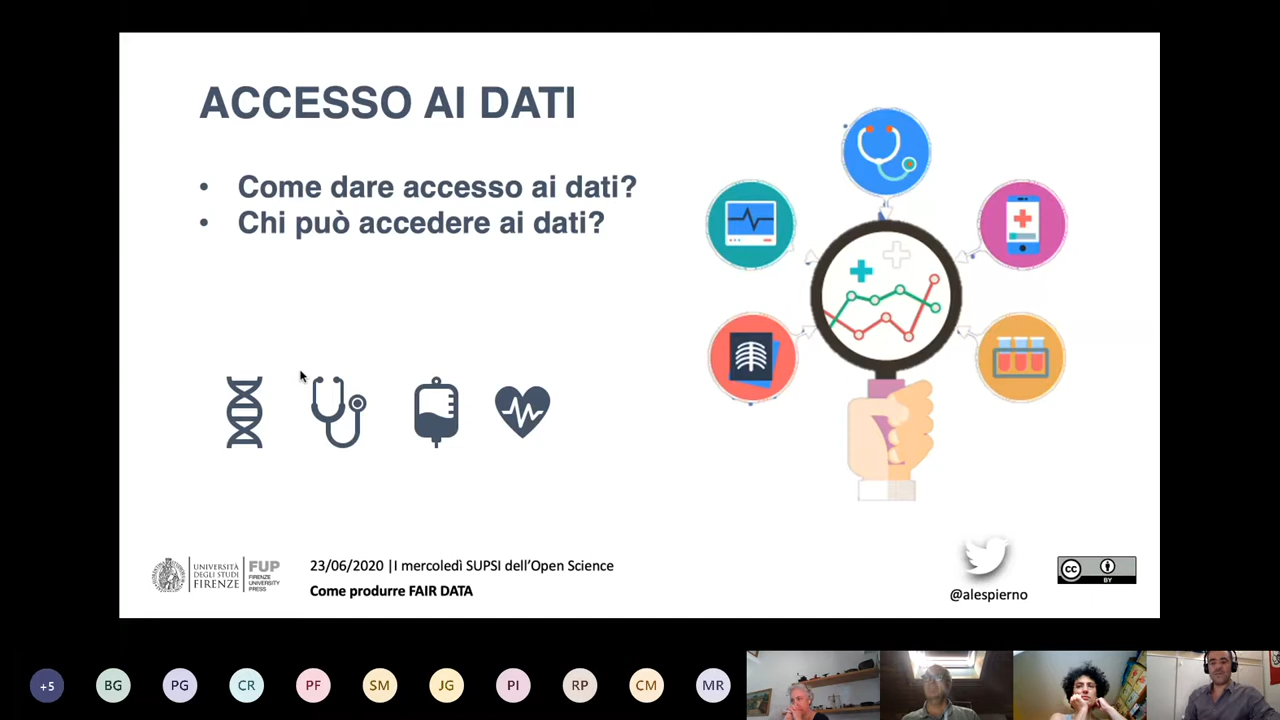 ACCESSO AI DATI
• Come dare accesso ai dati?
• Chi può accedere ai dati?
UNIVERSITÀ
DEGLI STUDI
FIRENZE
FUP
FIRENZE
UNIVERSITY
PRESS
23/06/2020 |I mercoledì SUPSI dell'Open Science
Come produrre FAIR DATA
@alespierno
CC
BY
+5
BG
PG
CR
PF
SM
JG
PI
RP
CM
MR